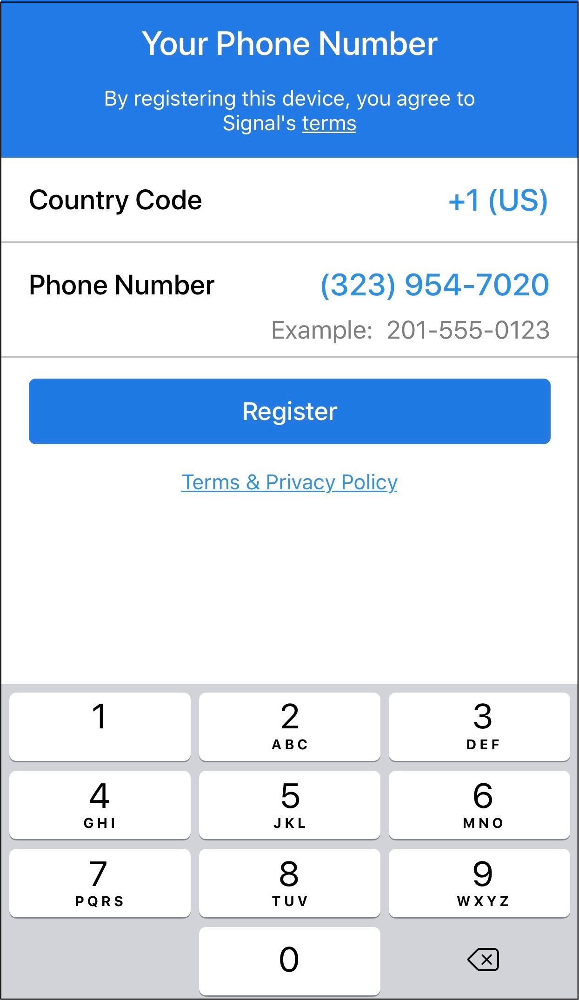 Your Phone Number
By registering this device, you agree to
Signal's terms
Country Code +1 (US)
Phone Number (323) 954-7020
Example: 201-555-0123
Register
Terms & Privacy Policy
1 2 3
ABC DEF
4 5 6
GHI JKL MNO
7 8 9
PQRS TUV WXYZ
0